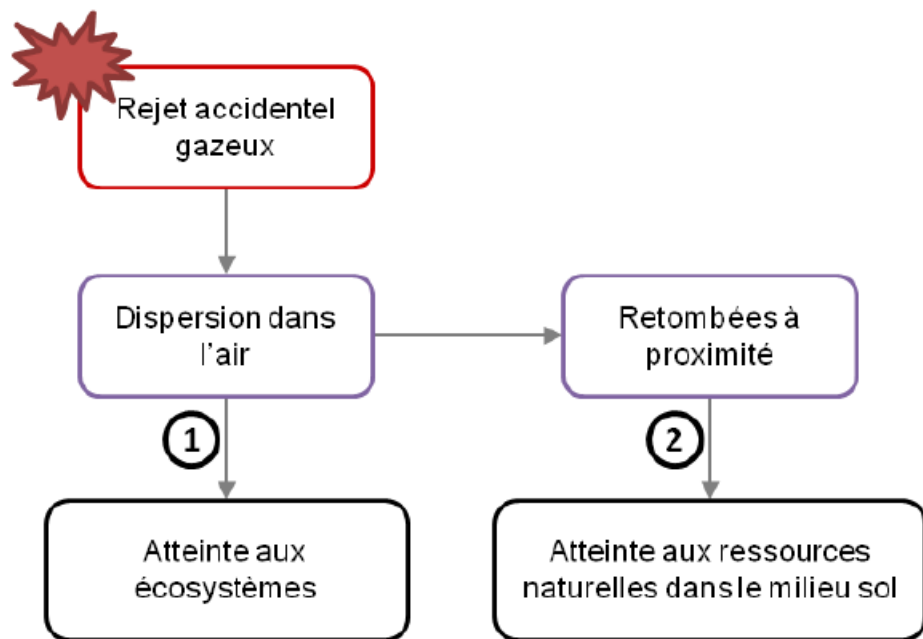 Rejet accidentel
gazeux
Dispersion dans
l'air
Retombées à
proximité
1
2
Atteinte aux
écosystèmes
Atteinte aux ressources
naturelles dans le milieu sol